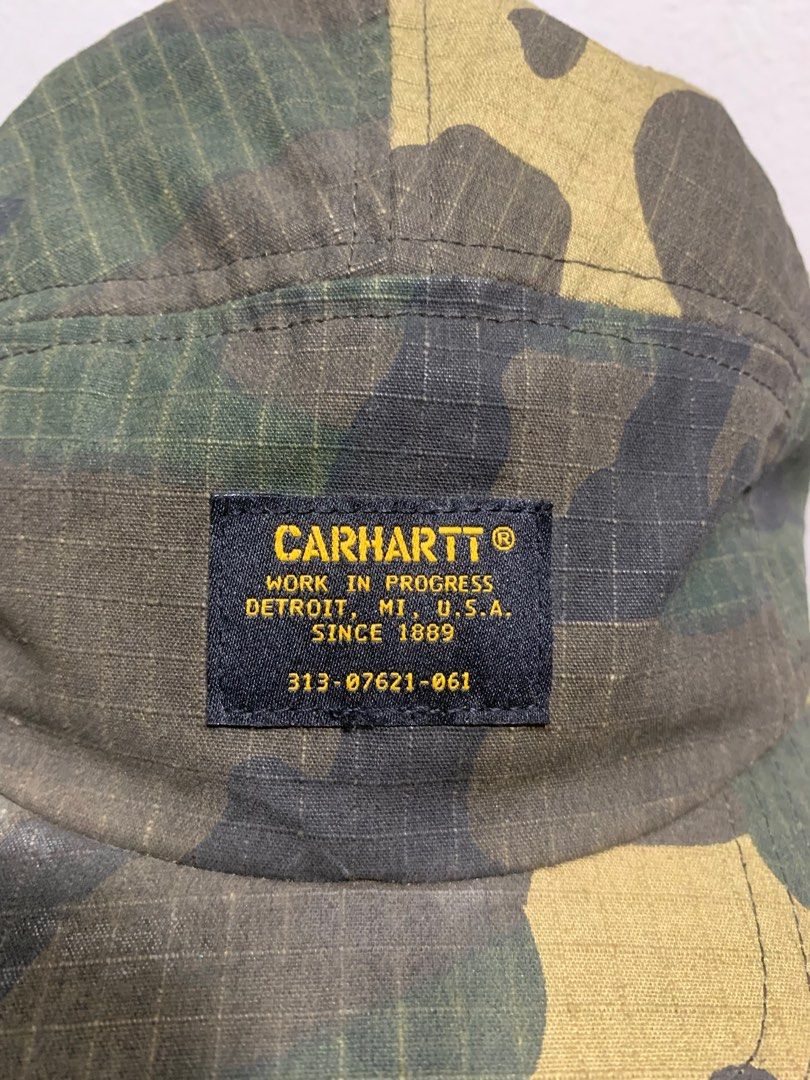 CARHARTT®
WORK IN PROGRESS
DETROIT, MI, U.S.A.
SINCE 1889
313-07621-061